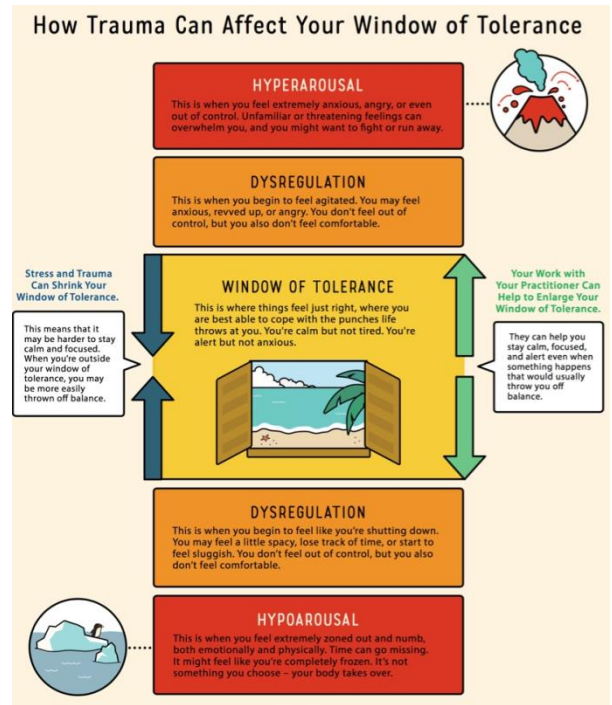 How Trauma Can Affect Your Window of Tolerance
HYPERAROUSAL
This is when you feel extremely anxious, angry, or even
out of control. Unfamiliar or threatening feelings can
overwhelm you, and you might want to fight or run away.
DYSREGULATION
This is when you begin to feel agitated. You may feel
anxious, revved up, or angry. You don't feel out of
control, but you also don't feel comfortable.
Stress and Trauma
Can Shrink Your
Window of Tolerance.
This means that it
may be harder to stay
calm and focused.
When you're outside
your window of
tolerance, you may
be more easily
thrown off balance.
WINDOW OF TOLERANCE
This is where things feel just right, where you
are best able to cope with the punches life
throws at you. You're calm but not tired. You're
alert but not anxious.
Your Work with
Your Practitioner Can
Help to Enlarge Your
Window of Tolerance.
They can help you
stay calm, focused,
and alert even when
something happens
that would usually
throw you off
balance.
DYSREGULATION
This is when you begin to feel like you're shutting down.
You may feel a little spacy, lose track of time, or start to
feel sluggish. You don't feel out of control, but you also
don't feel comfortable.
HYPOAROUSAL
This is when you feel extremely zoned out and numb,
both emotionally and physically. Time can go missing.
It might feel like you're completely frozen. It's not
something you choose – your body takes over.